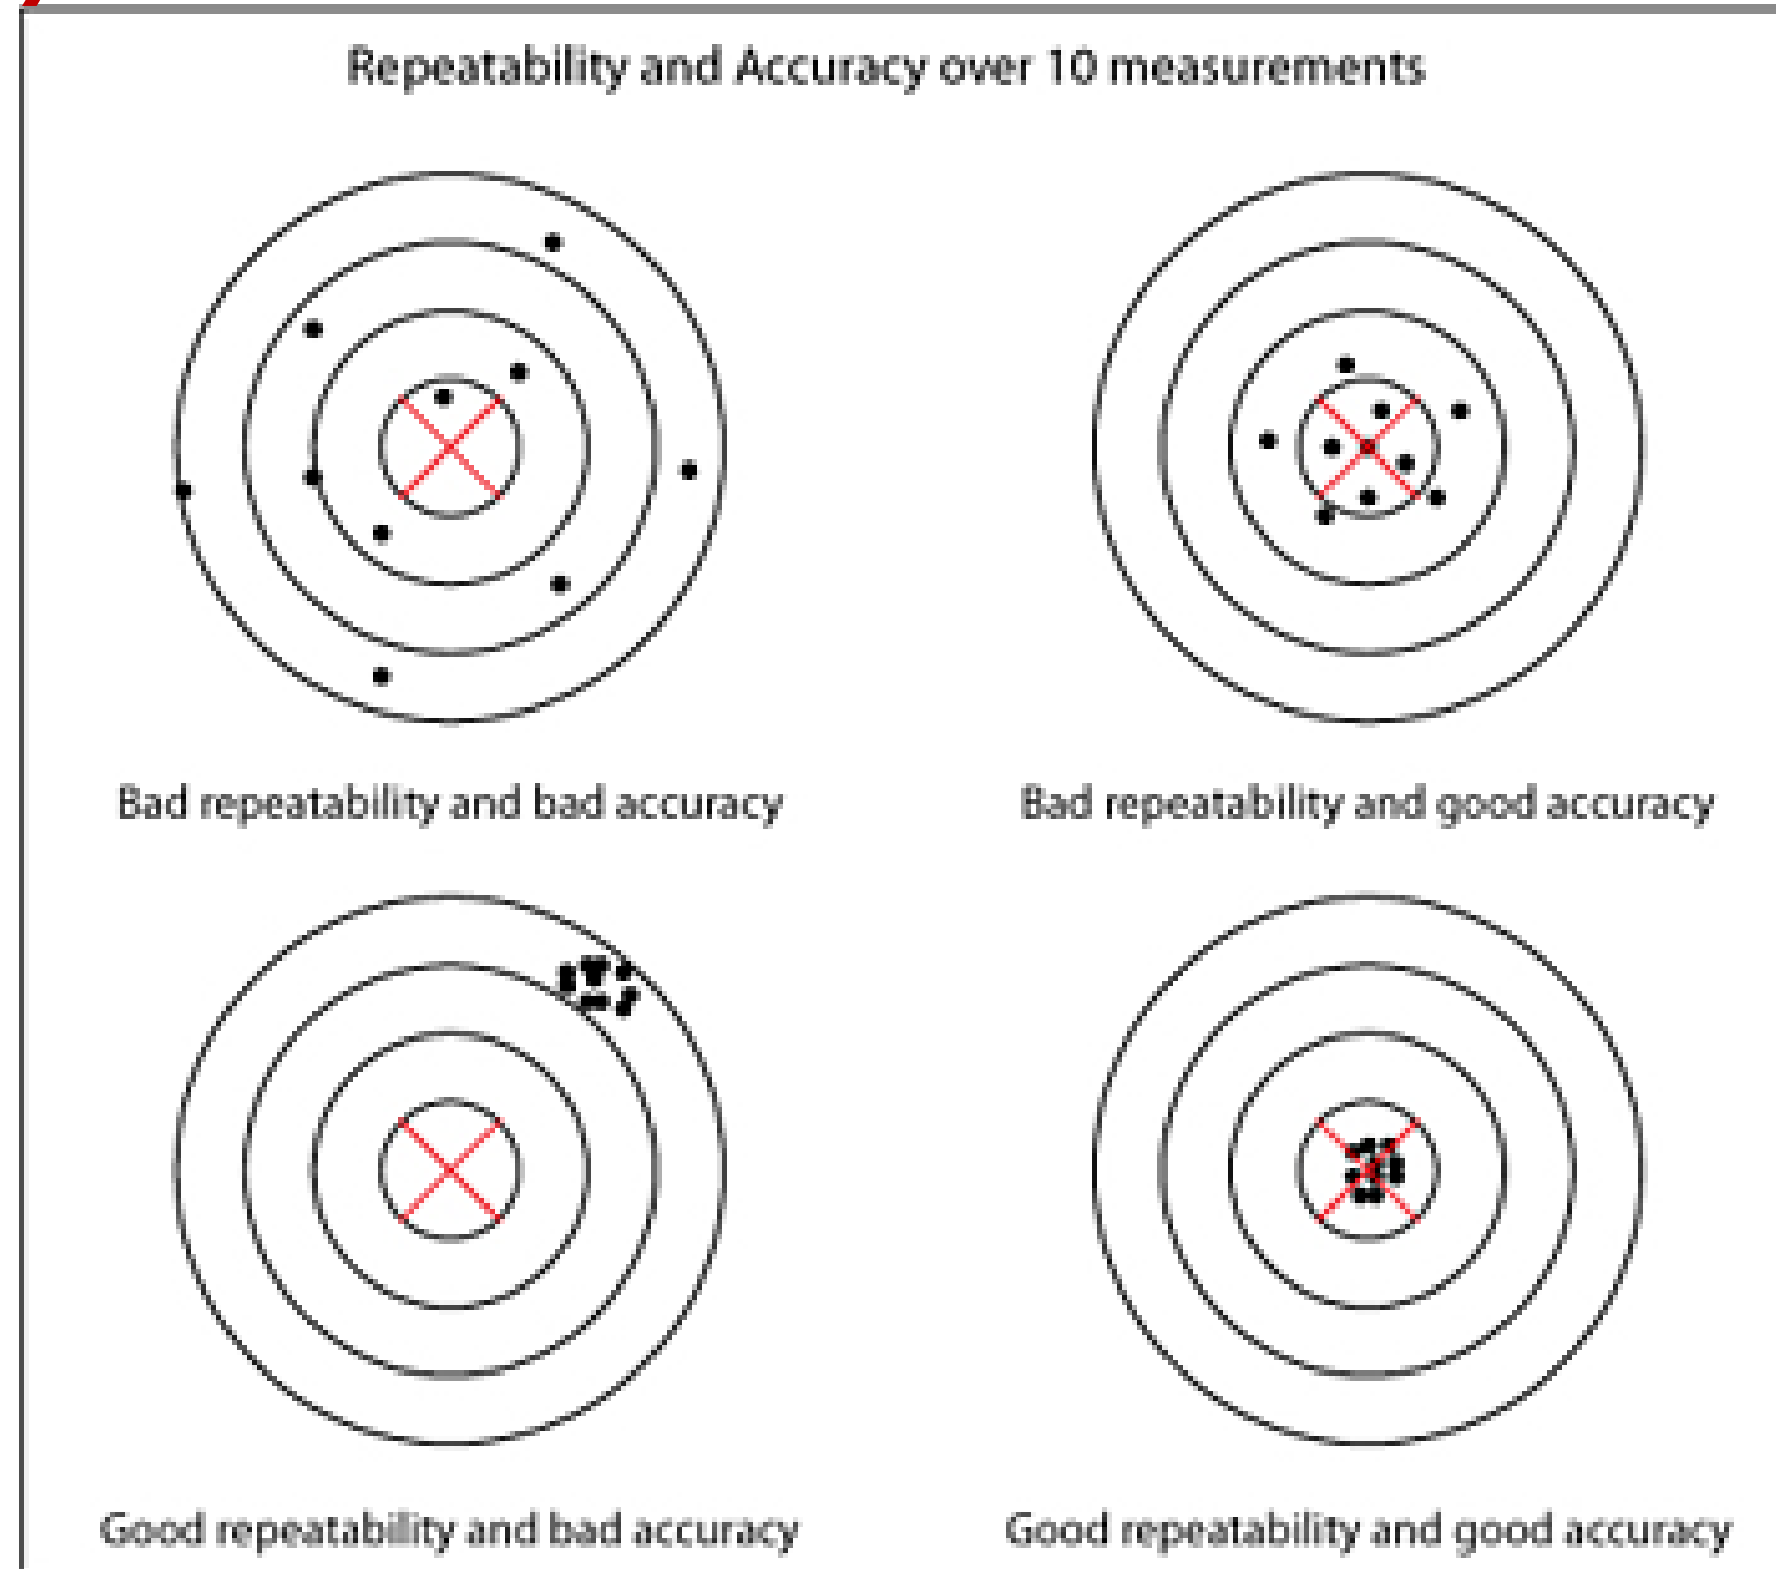 Repeatability and Accuracy over 10 measurements
Bad repeatability and bad accuracy
Bad repeatability and good accuracy
Good repeatability and bad accuracy
Good repeatability and good accuracy